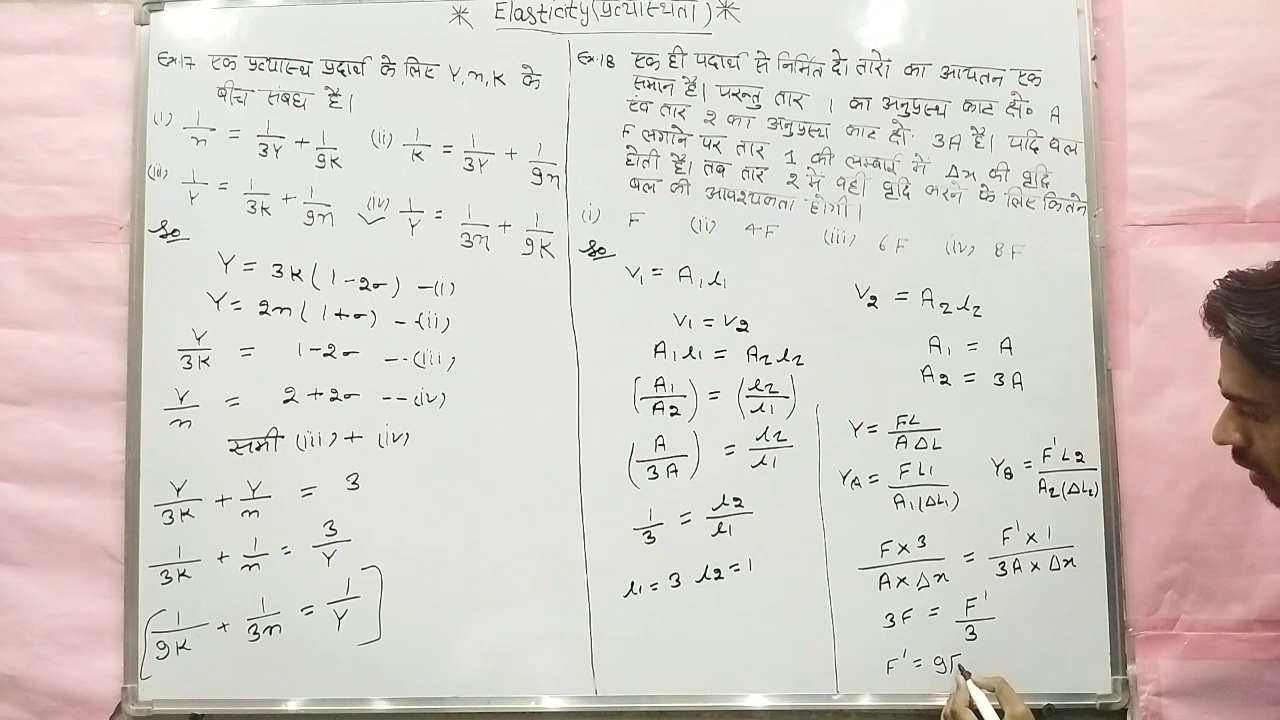 * Elasticity(प्रत्यास्थता) *
Ex.17 एक प्रत्यास्थ प्रदार्थ के लिए Y, n, K के
बीच संबंध है।
(i) 1/n = 1/3Y + 1/9K (ii) 1/K = 1/3Y + 1/9n
(iii) 1/Y = 1/3K + 1/9n (iv) 1/Y = 1/3n + 1/9K
So
Y = 3K(1-2σ) -(i)
Y = 2n(1+σ) -(ii)
Y/3K = 1-2σ --(iii)
Y/n = 2+2σ --(iv)
समी (iii) + (iv)
Y/3K + Y/n = 3
1/3K + 1/n = 3/Y
[1/9K + 1/3n = 1/Y]
Ex.18 एक ही पदार्थ से निर्मित दो तारो का आयतन एक
समान है। परन्तु तार 1 का अनुप्रस्थ काट क्षे० A
एवं तार 2 का अनुप्रस्थ काट क्षे० 3A है। यदि बल
F लगाने पर तार 1 की लम्बाई में Δx की वृद्धि
होती है। तब तार 2 में वही वृद्धि करने के लिए कितने
बल की आवश्यकता होगी।
(i) F (ii) 4F (iii) 6F (iv) 8F
So
V₁ = A₁l₁
V₂ = A₂l₂
V₁ = V₂
A₁l₁ = A₂l₂
A₁ = A
A₂ = 3A
(A₁/A₂) = (l₂/l₁)
(A/3A) = l₂/l₁
1/3 = l₂/l₁
l₁ = 3 l₂ = 1
Y = FL/AΔL
Y_A = FL₁/A₁(ΔL₁) Y_B = F'L₂/A₂(ΔL₂)
F×3/A×Δx = F'×1/3A×Δx
3F = F'/3
F' = 9F